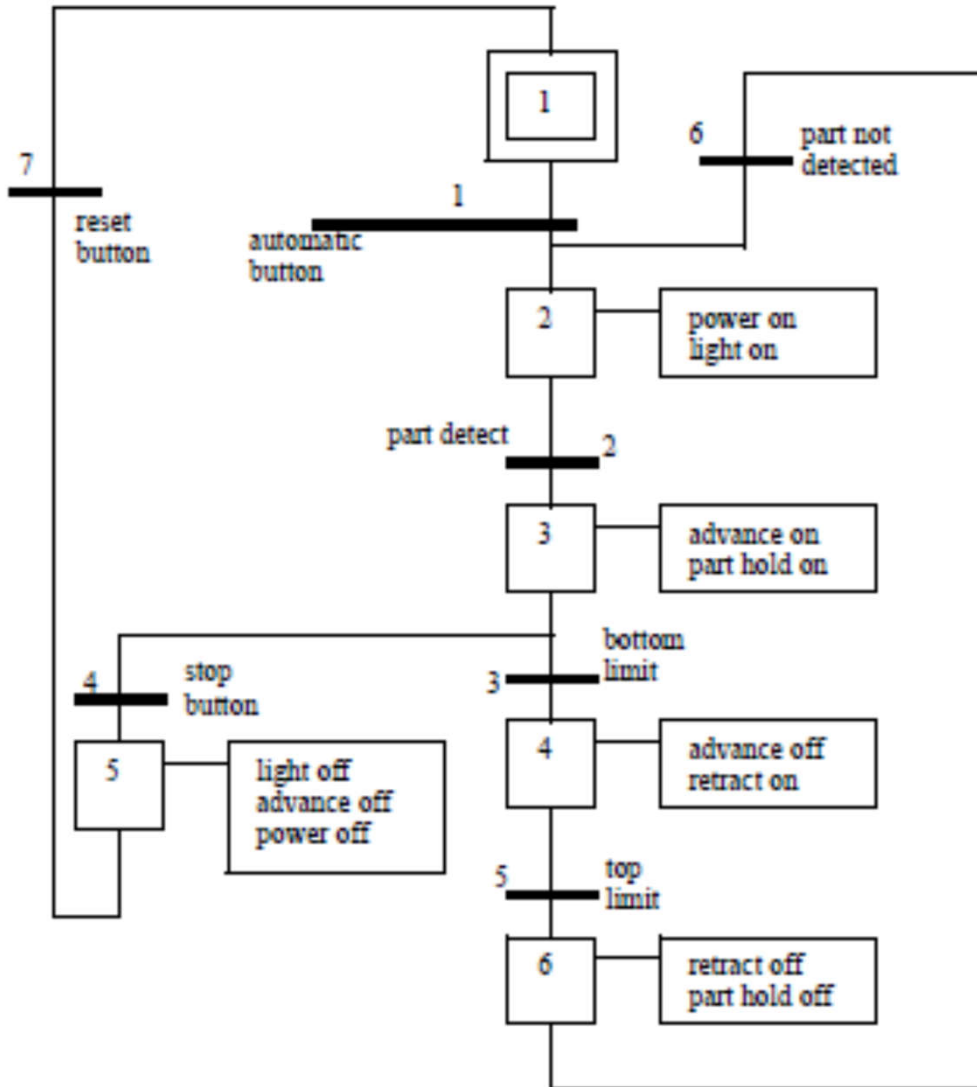 1
6
part not
detected
7
reset
button
1
automatic
button
2
power on
light on
part detect
2
3
advance on
part hold on
bottom
limit
3
4
stop
button
5
light off
advance off
power off
4
advance off
retract on
5
top
limit
6
retract off
part hold off